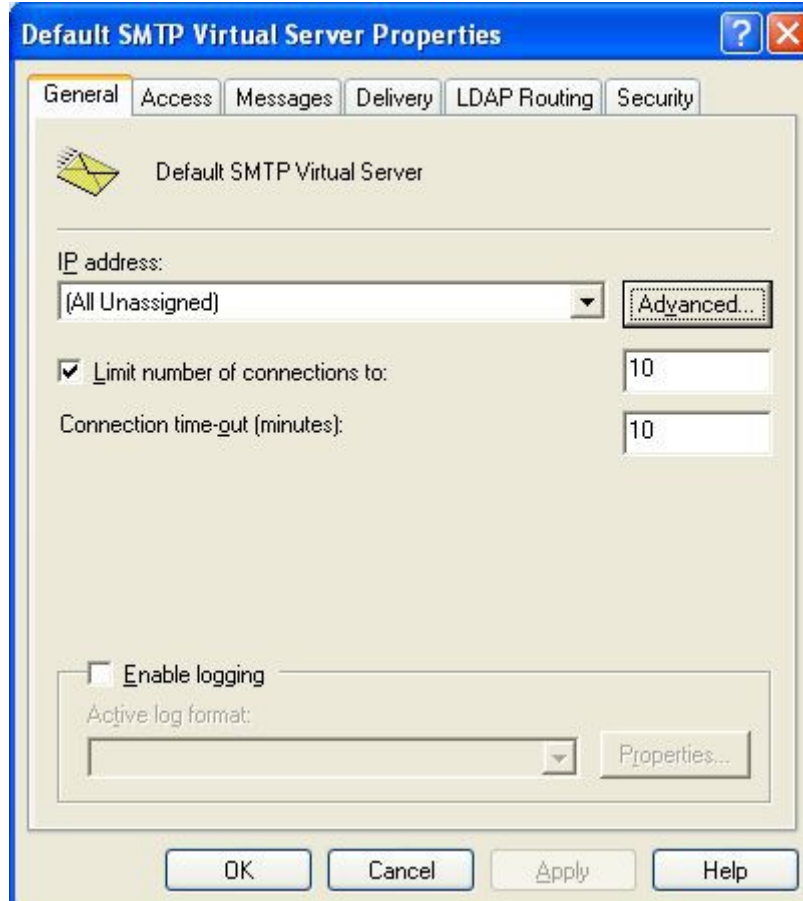 Default SMTP Virtual Server Properties
General Access Messages Delivery LDAP Routing Security
Default SMTP Virtual Server
IP address:
(All Unassigned) Advanced...
Limit number of connections to: 10
Connection time-out (minutes): 10
Enable logging
Active log format:
Properties...
OK Cancel Apply Help